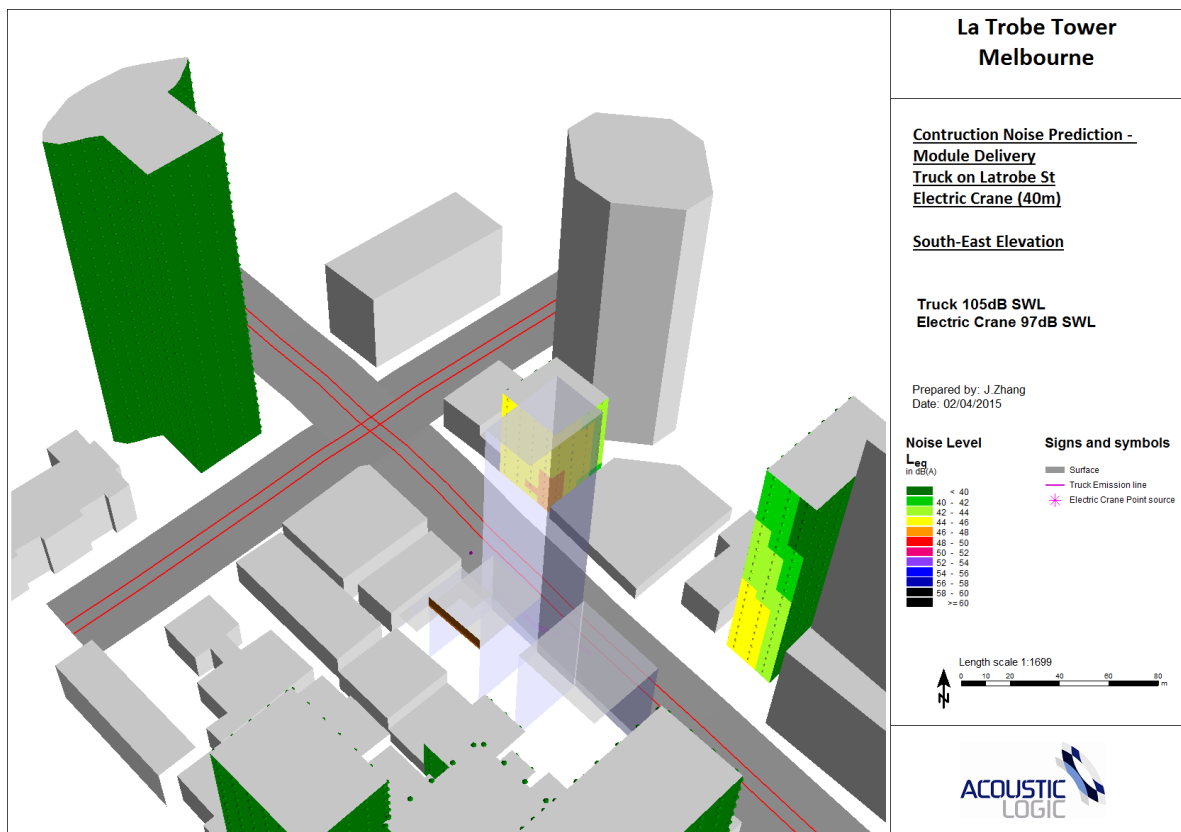 La Trobe Tower
Melbourne
Contruction Noise Prediction -
Module Delivery
Truck on Latrobe St
Electric Crane (40m)
South-East Elevation
Truck 105dB SWL
Electric Crane 97dB SWL
Prepared by: J.Zhang
Date: 02/04/2015
Noise Level
Leq
in dB(A)
< 40
40 - 42
42 - 44
44 - 46
46 - 48
48 - 50
50 - 52
52 - 54
54 - 56
56 - 58
58 - 60
>= 60
Signs and symbols
Surface
Truck Emission line
Electric Crane Point source
Length scale 1:1699
0 10 20 40 60 80
m
N
ACOUSTIC
LOGIC